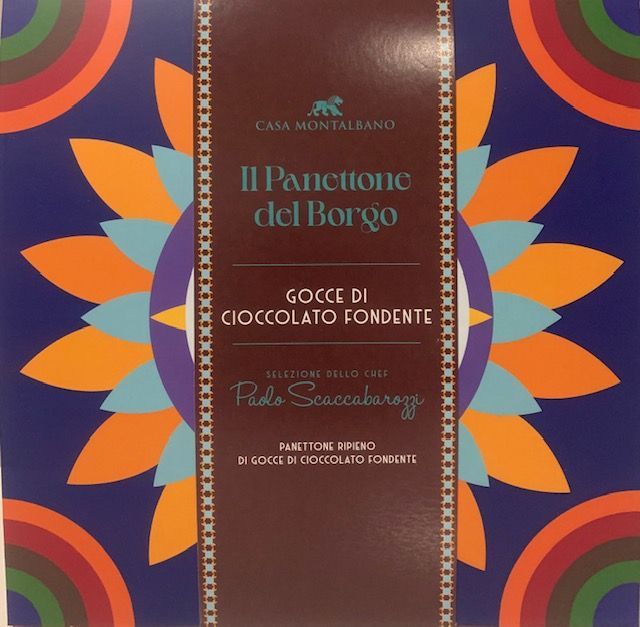 CASA MONTALBANO
Il Panettone
del Borgo
GOCCE DI
CIOCCOLATO FONDENTE
SELEZIONE DELLO CHEF
Paolo Scaccabarozzi
PANETTONE RIPIENO
DI GOCCE DI CIOCCOLATO FONDENTE